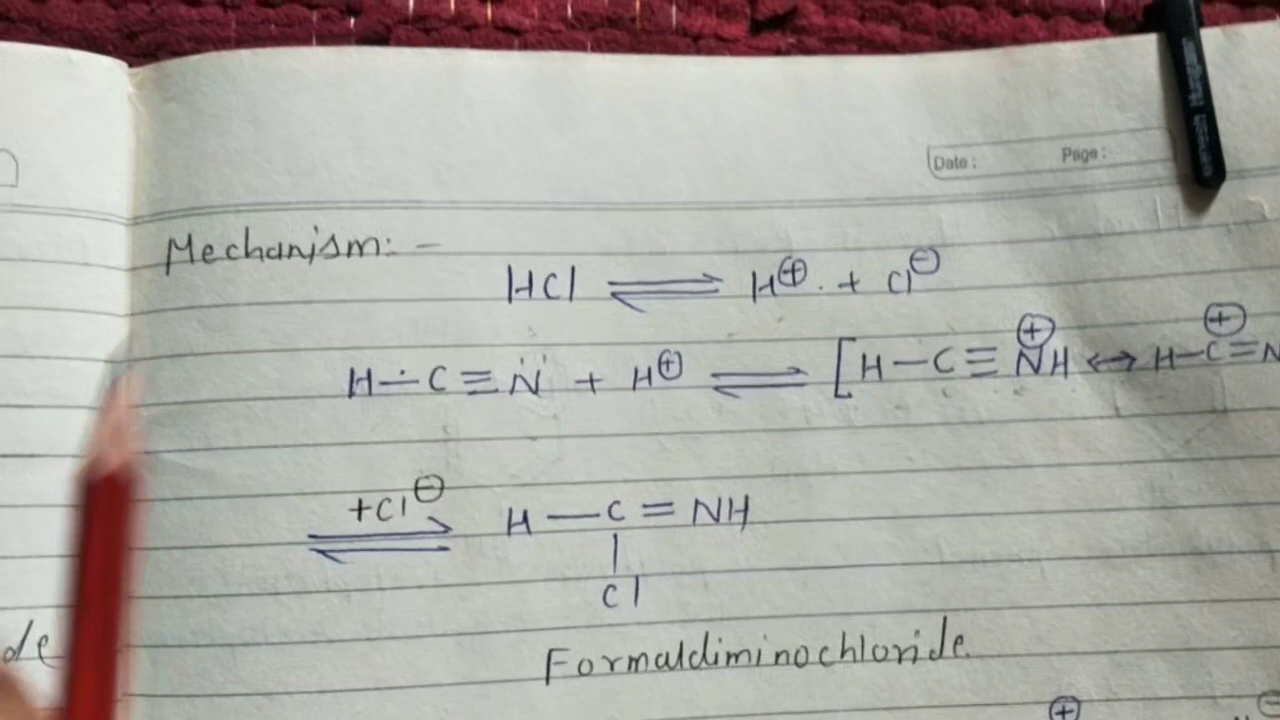 Date : Page :
Mechanism: -
HCl ⇌ H⊕ + Cl⊖
H—C≡N̈ + H⊕ ⇌ [H—C≡N⊕H ↔ H—C⊕=N
+Cl⊖
⇌ H—C=NH
|
Cl
de
Formaldiminochloride
⊕ ⊖